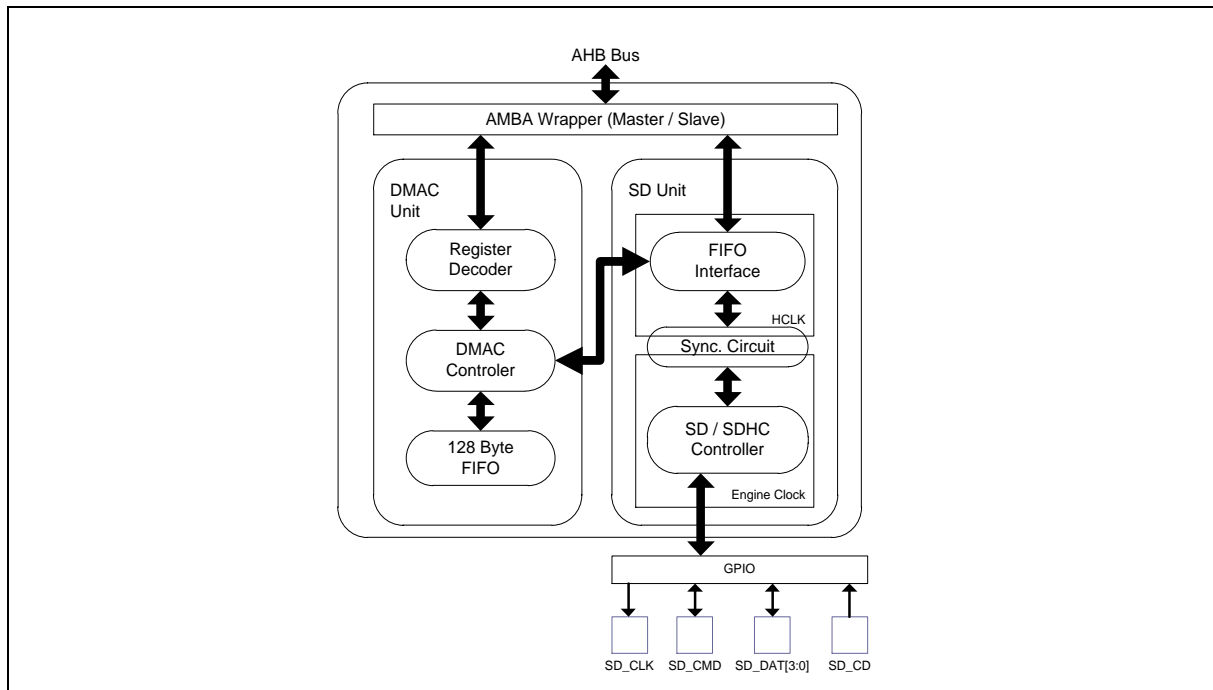 AHB Bus
AMBA Wrapper (Master / Slave)
DMAC
Unit
Register
Decoder
DMAC
Controler
128 Byte
FIFO
SD Unit
FIFO
Interface
HCLK
Sync. Circuit
SD / SDHC
Controller
Engine Clock
GPIO
SD_CLK
SD_CMD
SD_DAT[3:0]
SD_CD